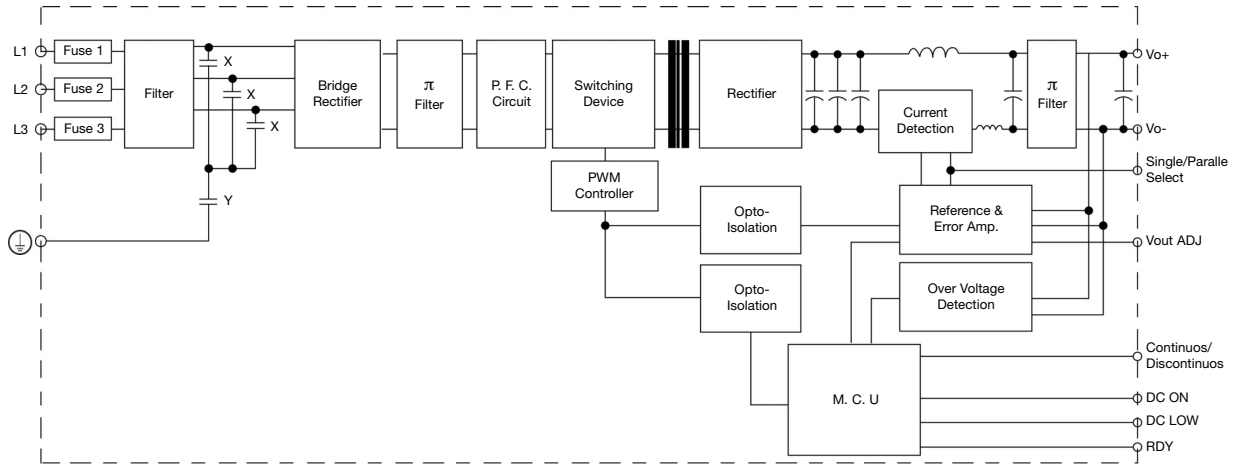 L1
L2
L3
Fuse 1
Fuse 2
Fuse 3
Filter
X
X
X
Y
Bridge
Rectifier
π
Filter
P. F. C.
Circuit
Switching
Device
PWM
Controller
Rectifier
Opto-
Isolation
Opto-
Isolation
Current
Detection
Reference &
Error Amp.
Over Voltage
Detection
M. C. U
π
Filter
Vo+
Vo-
Single/Paralle
Select
Vout ADJ
Continuos/
Discontinuos
DC ON
DC LOW
RDY